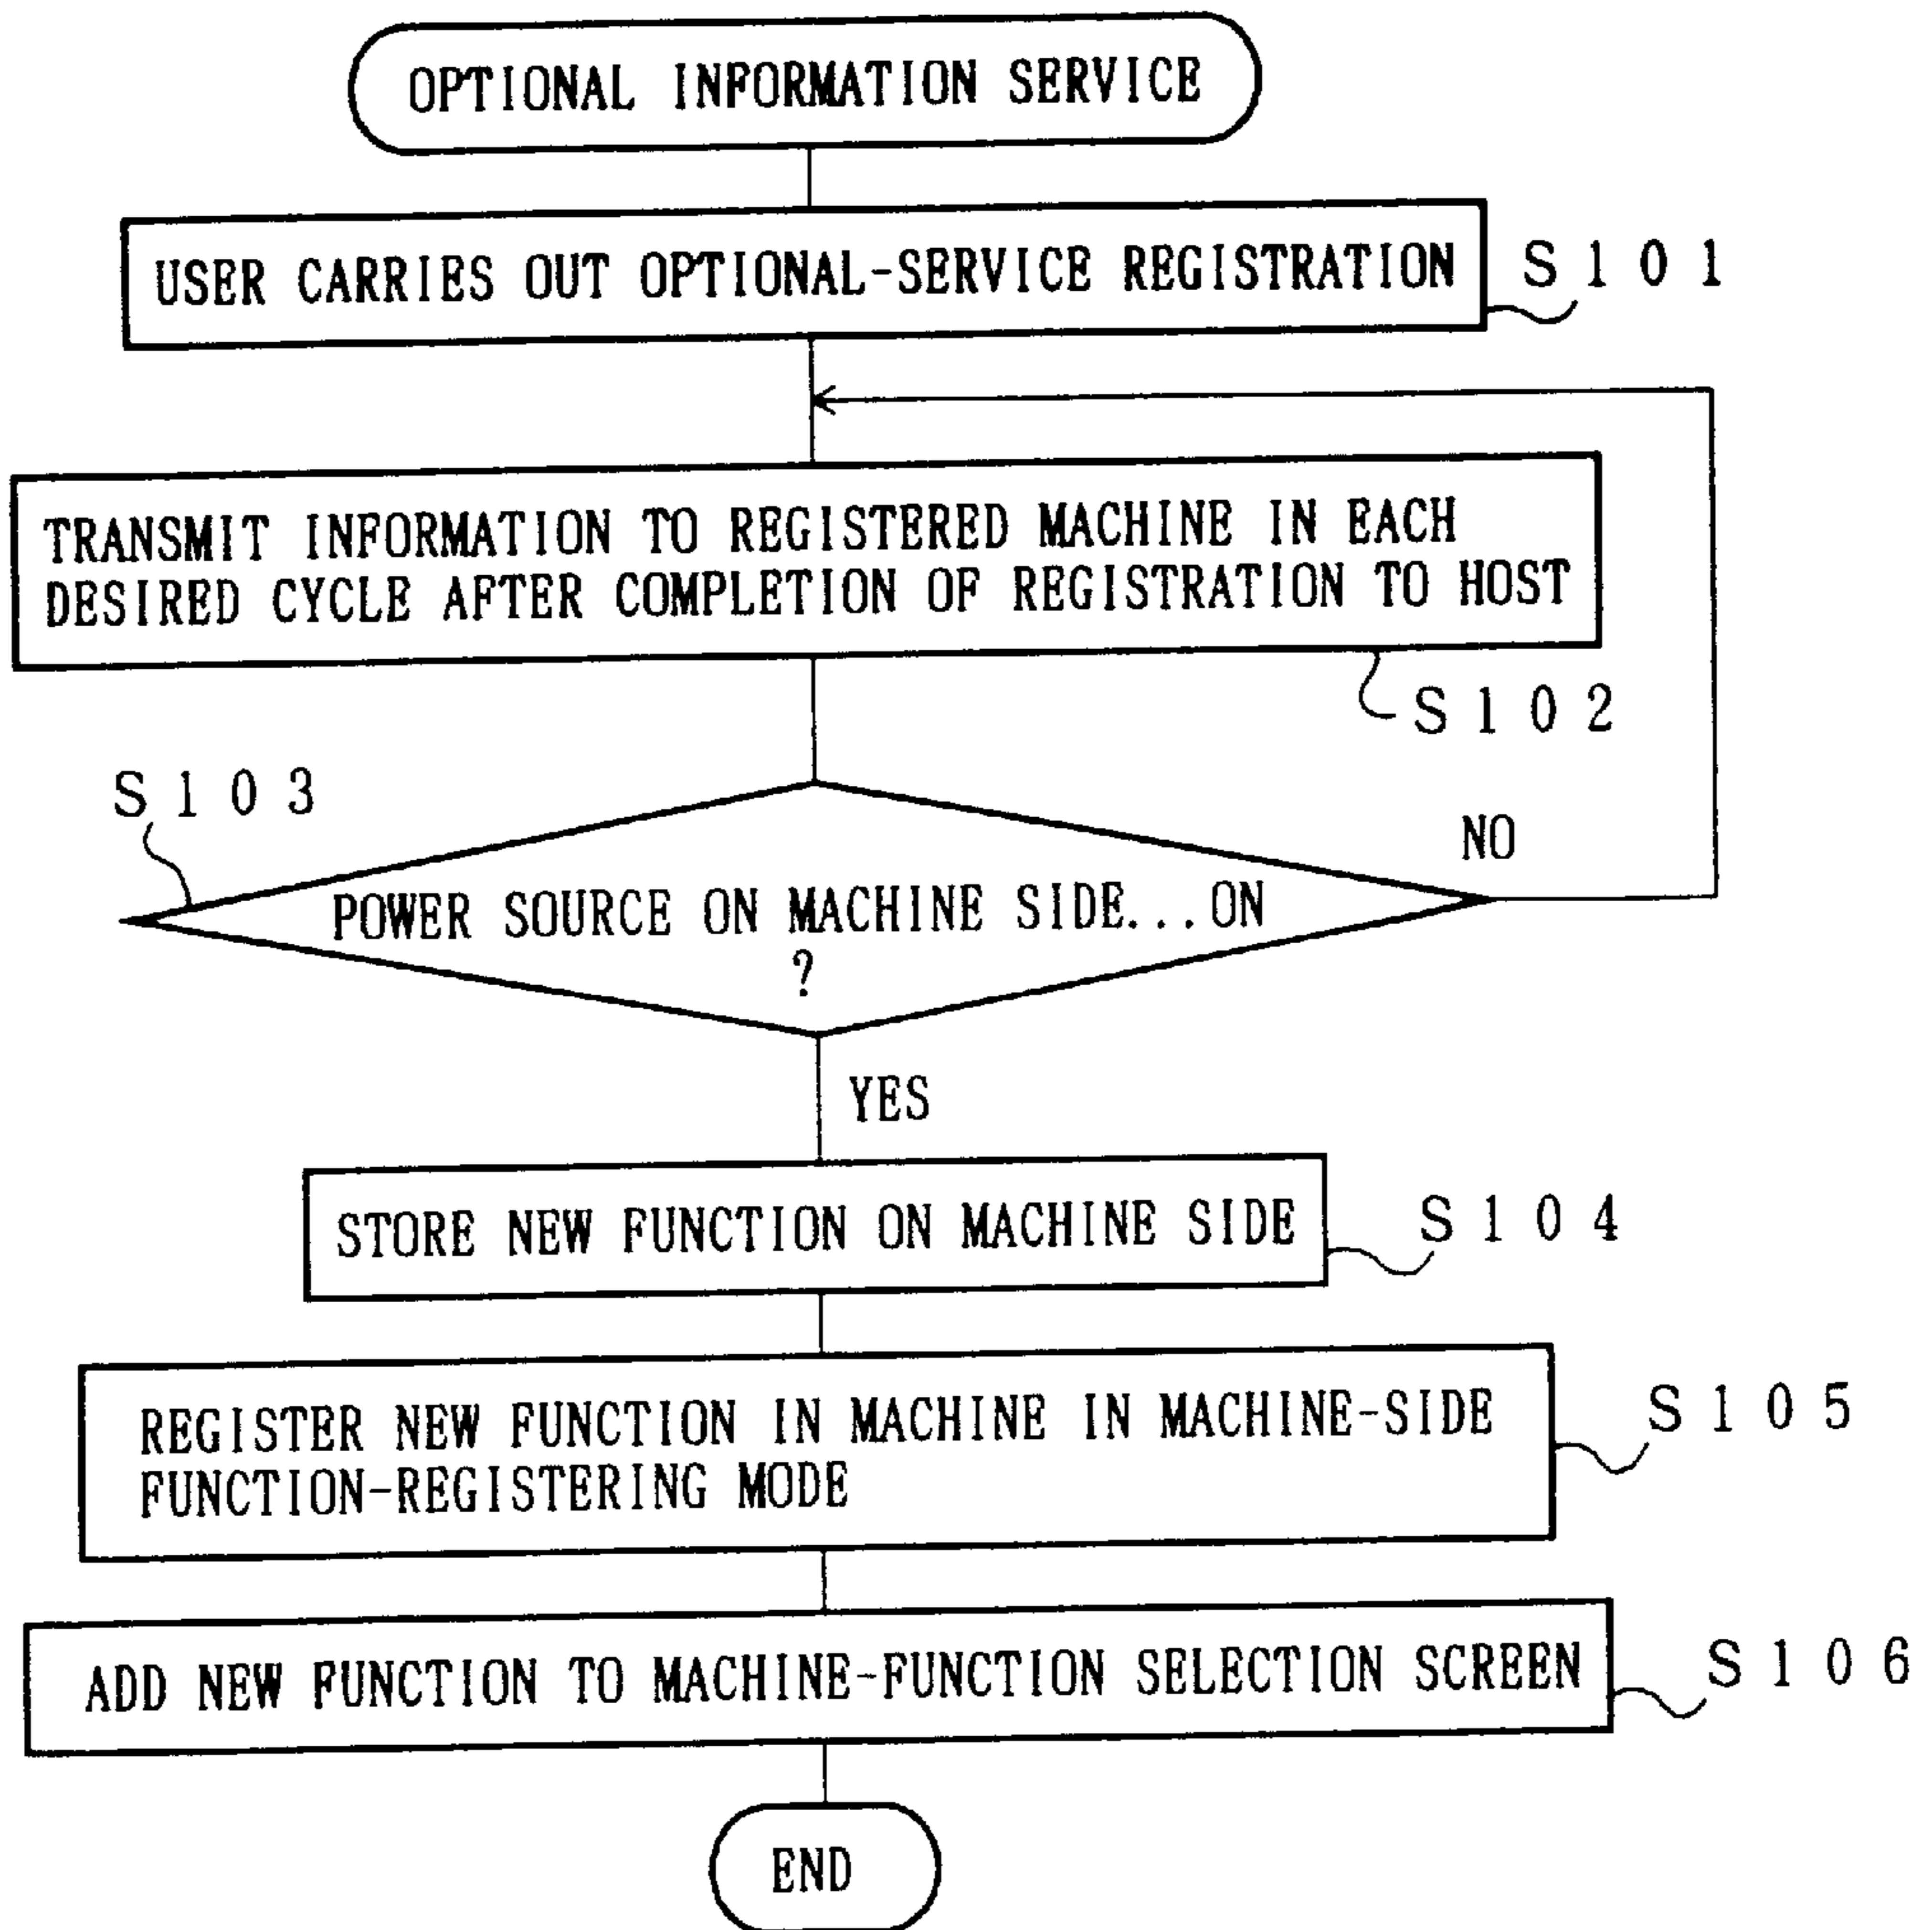 OPTIONAL INFORMATION SERVICE
USER CARRIES OUT OPTIONAL-SERVICE REGISTRATION
S101
TRANSMIT INFORMATION TO REGISTERED MACHINE IN EACH
DESIRED CYCLE AFTER COMPLETION OF REGISTRATION TO HOST
S102
S103
NO
POWER SOURCE ON MACHINE SIDE...ON
?
YES
STORE NEW FUNCTION ON MACHINE SIDE
S104
REGISTER NEW FUNCTION IN MACHINE IN MACHINE-SIDE
FUNCTION-REGISTERING MODE
S105
ADD NEW FUNCTION TO MACHINE-FUNCTION SELECTION SCREEN
S106
END